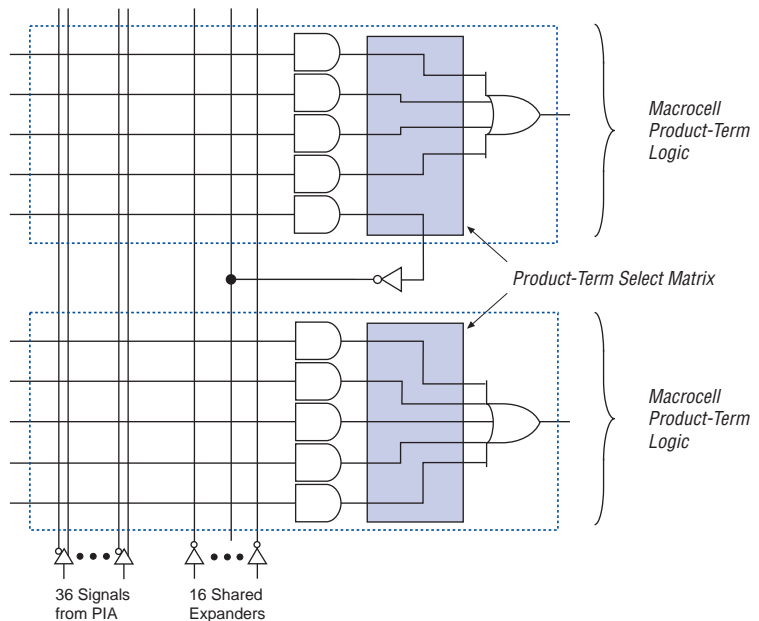 Macrocell
Product-Term
Logic
Product-Term Select Matrix
Macrocell
Product-Term
Logic
36 Signals
from PIA
16 Shared
Expanders